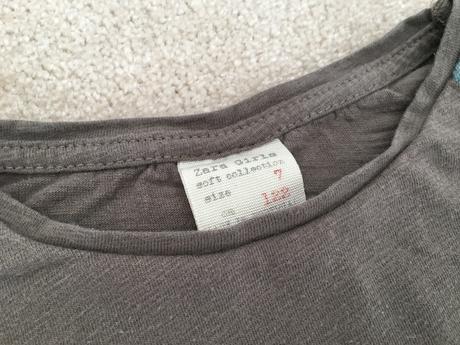 Zara Girls
soft collection
size 7
cm 122